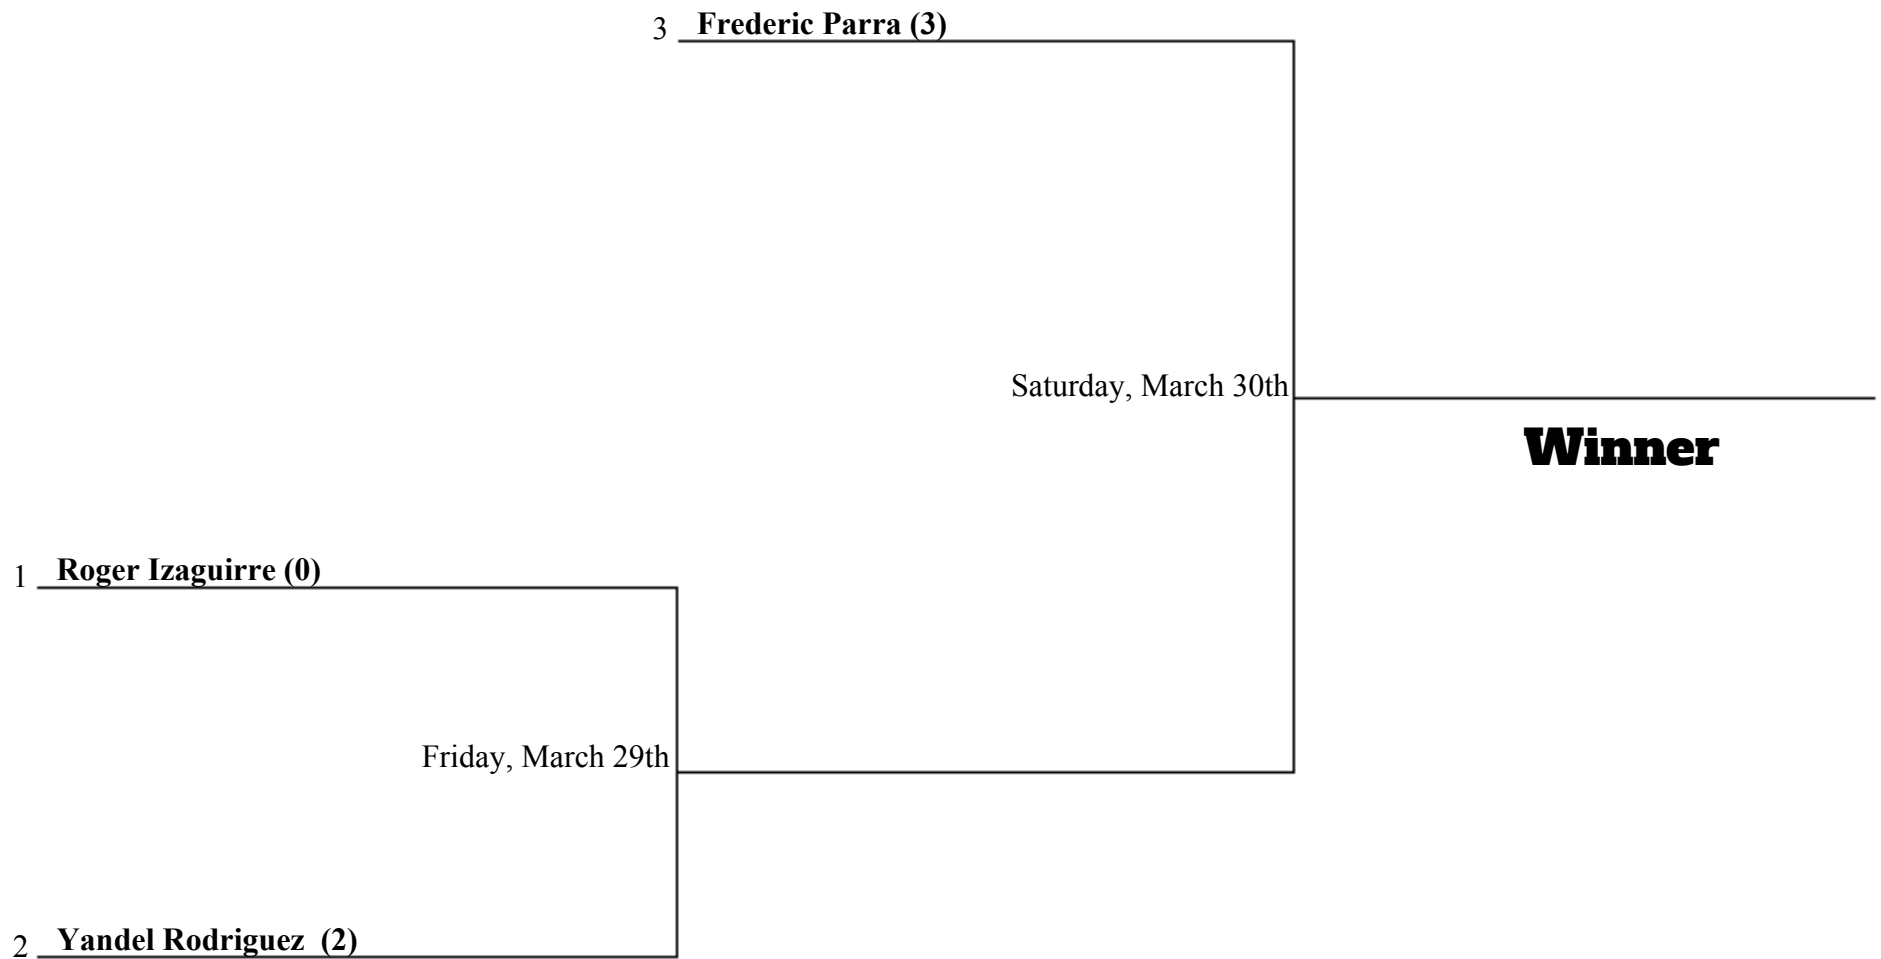 3 Frederic Parra (3)
Saturday, March 30th
Winner
1 Roger Izaguirre (0)
Friday, March 29th
2 Yandel Rodriguez  (2)